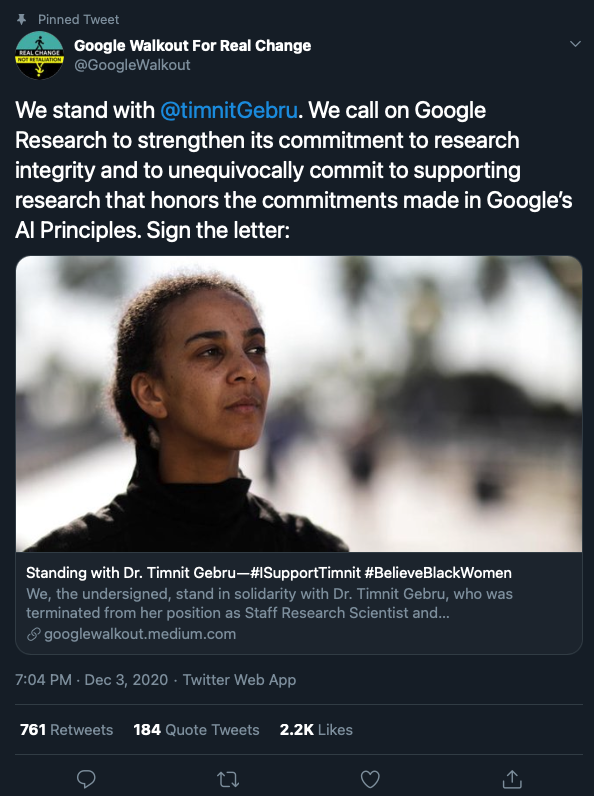 Pinned Tweet
REAL CHANGE
NOT RETALIATION
Google Walkout For Real Change
@GoogleWalkout
We stand with @timnitGebru. We call on Google
Research to strengthen its commitment to research
integrity and to unequivocally commit to supporting
research that honors the commitments made in Google’s
AI Principles. Sign the letter:
Standing with Dr. Timnit Gebru—#ISupportTimnit #BelieveBlackWomen
We, the undersigned, stand in solidarity with Dr. Timnit Gebru, who was
terminated from her position as Staff Research Scientist and...
googlewalkout.medium.com
7:04 PM · Dec 3, 2020 · Twitter Web App
761 Retweets 184 Quote Tweets 2.2K Likes